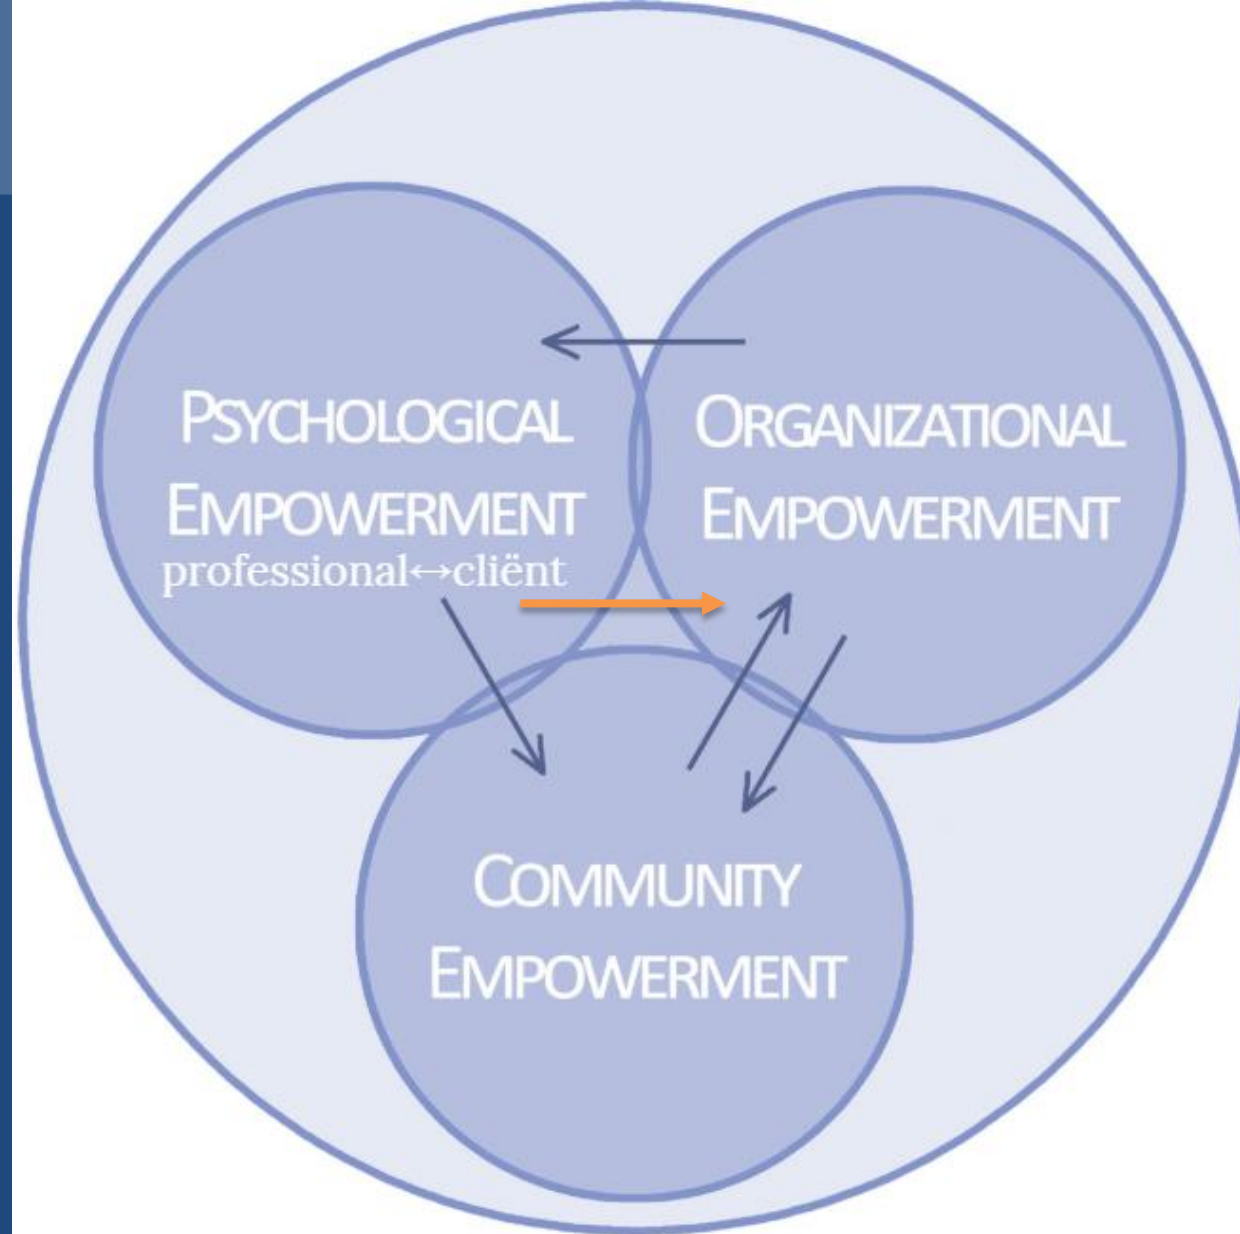 PSYCHOLOGICAL
EMPOWERMENT
professional↔cliënt
ORGANIZATIONAL
EMPOWERMENT
COMMUNITY
EMPOWERMENT